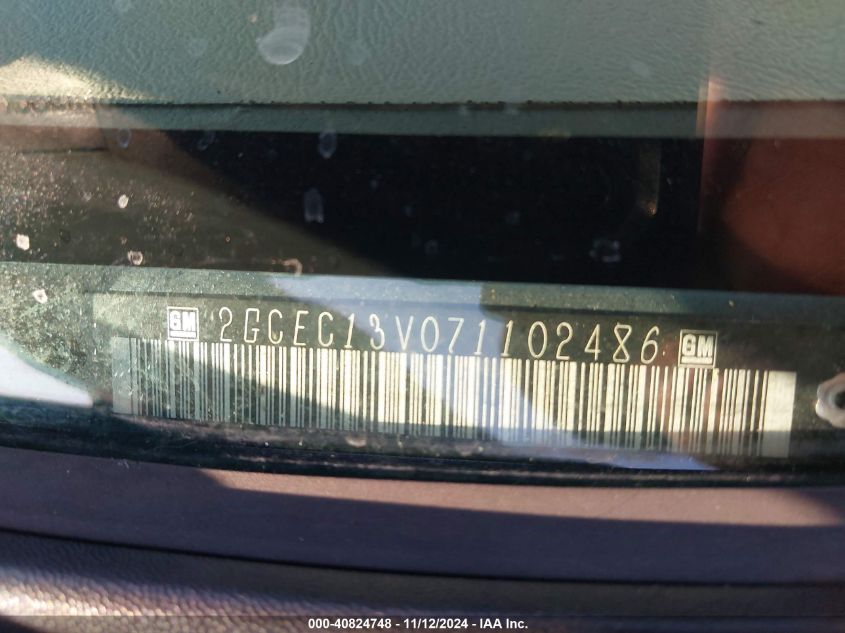 GM 2GCEC13V071102486 GM
000-40824748 - 11/12/2024 - IAA Inc.